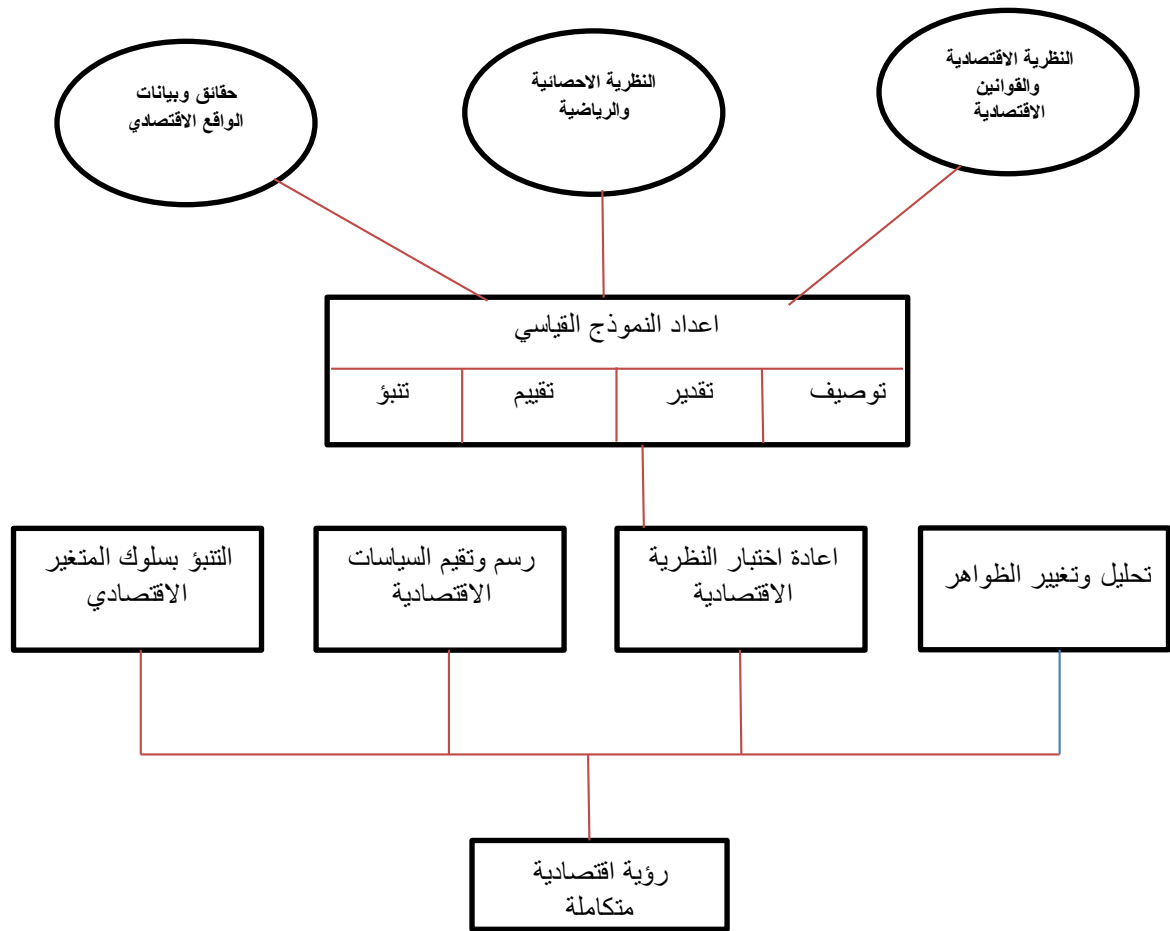 النظرية الاقتصادية
والقوانين
الاقتصادية
النظرية الاحصائية
والرياضية
حقائق وبيانات
الواقع الاقتصادي
اعداد النموذج القياسي
توصيف
تقدير
تقييم
تنبؤ
تحليل وتغيير الظواهر
اعادة اختبار النظرية
الاقتصادية
رسم وتقيم السياسات
الاقتصادية
التنبؤ بسلوك المتغير
الاقتصادي
رؤية اقتصادية
متكاملة